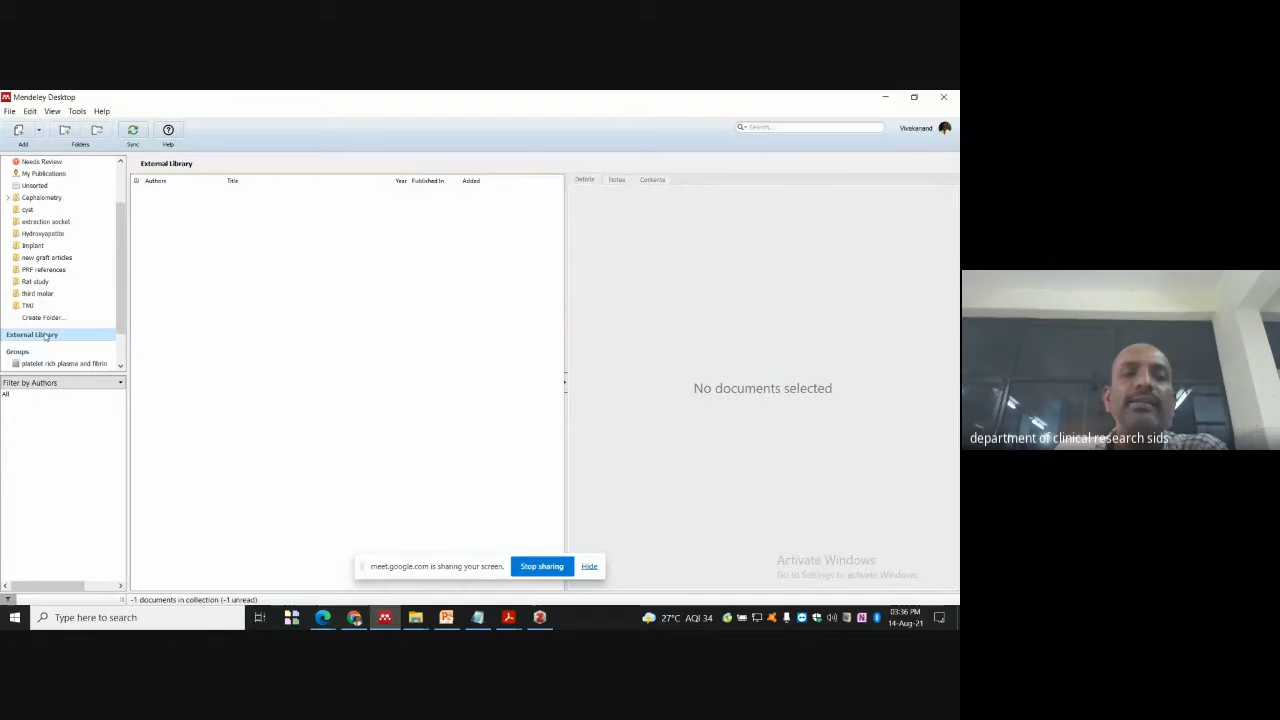 Mendeley Desktop
File Edit View Tools Help
Add Folders Sync Help
Search...
Vivekanand
Needs Review
My Publications
Unsorted
Cephalometry
cyst
extraction socket
Hydroxyapatite
Implant
new graft articles
PRF references
Rat study
third molar
TMJ
Create Folder...
External Library
Groups
platelet rich plasma and fibrin
Filter by Authors
All
External Library
Authors Title Year Published In Added
Details Notes Contents
No documents selected
Activate Windows
Go to Settings to activate Windows.
meet.google.com is sharing your screen. Stop sharing Hide
-1 documents in collection (-1 unread)
Type here to search
27°C AQI 34
03:36 PM
14-Aug-21
department of clinical research sids